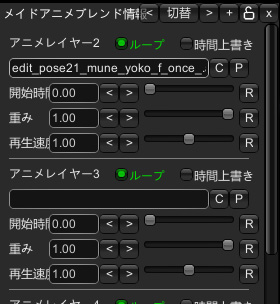 メイドアニメブレンド情報 < 切替 > + x
アニメレイヤー2 ループ 時間上書き
edit_pose21_mune_yoko_f_once_. C P
開始時間 0.00 < > R
重み 1.00 < > R
再生速度 1.00 < > R
アニメレイヤー3 ループ 時間上書き
C P
開始時間 0.00 < > R
重み 1.00 < > R
再生速度 1.00 < > R
アニメレイヤー4 ループ 時間上書き